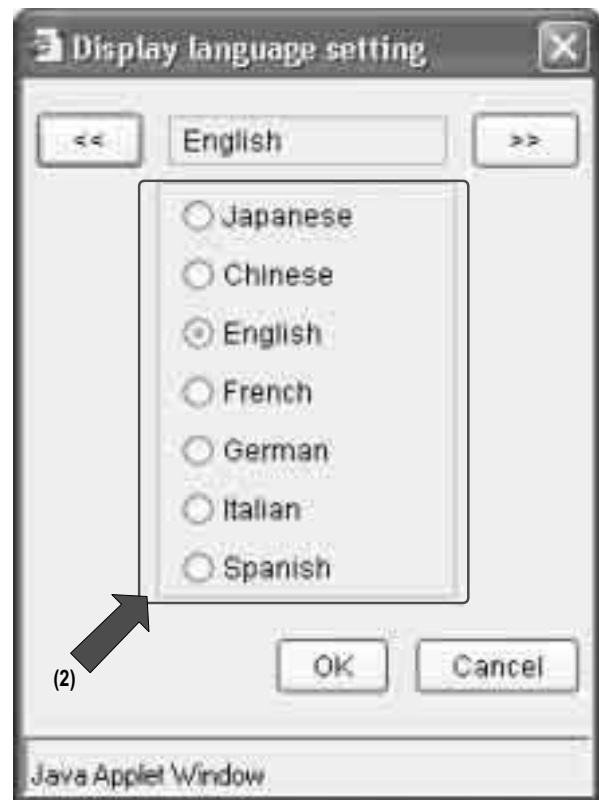 Display language setting
<< English >>
Japanese
Chinese
English
French
German
Italian
Spanish
(2)
OK Cancel
Java Applet Window